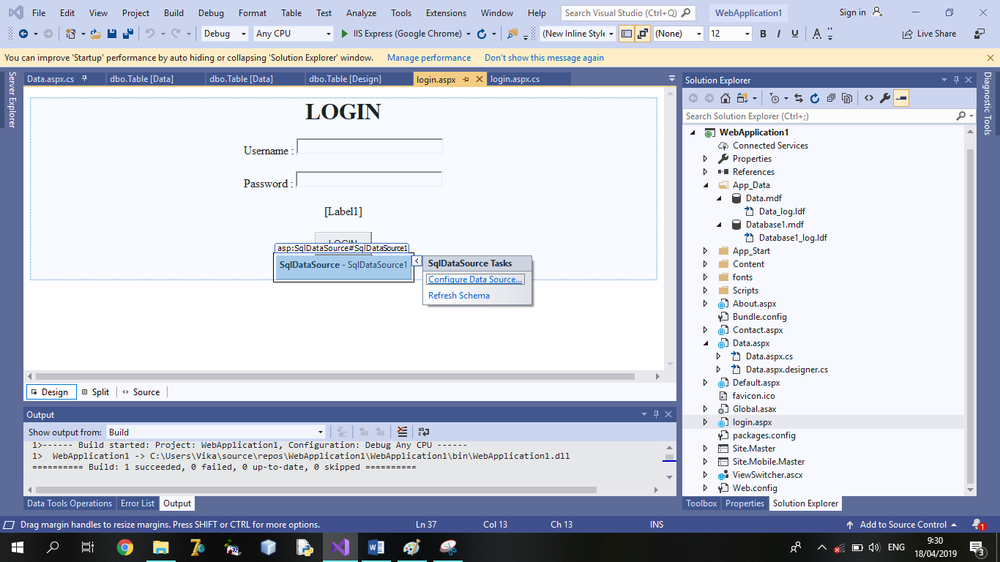 File Edit View Project Build Debug Format Table Test Analyze Tools Extensions Window Help Search Visual Studio (Ctrl+Q) WebApplication1 Sign in
Debug Any CPU IIS Express (Google Chrome) (New Inline Style (None) 12 B I U A Live Share
You can improve 'Startup' performance by auto hiding or collapsing 'Solution Explorer' window. Manage performance Don't show this message again
Server Explorer
Data.aspx.cs dbo.Table [Data] dbo.Table [Data] dbo.Table [Design] login.aspx login.aspx.cs
LOGIN
Username :
Password :
[Label1]
LOGIN
asp:SqlDataSource#SqlDataSource1
SqlDataSource - SqlDataSource1
SqlDataSource Tasks
Configure Data Source...
Refresh Schema
Design Split Source
Output
Show output from: Build
1>------ Build started: Project: WebApplication1, Configuration: Debug Any CPU ------
1> WebApplication1 -> C:\Users\Vika\source\repos\WebApplication1\WebApplication1\bin\WebApplication1.dll
========== Build: 1 succeeded, 0 failed, 0 up-to-date, 0 skipped ==========
Data Tools Operations Error List Output
Solution Explorer
Search Solution Explorer (Ctrl+;)
WebApplication1
Connected Services
Properties
References
App_Data
Data.mdf
Data_log.ldf
Database1.mdf
Database1_log.ldf
App_Start
Content
fonts
Scripts
About.aspx
Bundle.config
Contact.aspx
Data.aspx
Data.aspx.cs
Data.aspx.designer.cs
Default.aspx
favicon.ico
Global.asax
login.aspx
packages.config
Site.Master
Site.Mobile.Master
ViewSwitcher.ascx
Web.config
Toolbox Properties Solution Explorer
Diagnostic Tools
Drag margin handles to resize margins. Press SHIFT or CTRL for more options. Ln 37 Col 13 Ch 13 INS Add to Source Control 1
ENG 9:30
18/04/2019 3